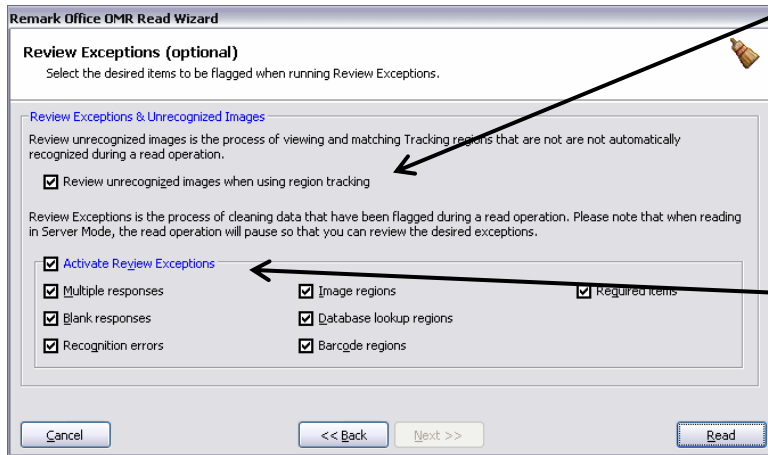 Remark Office OMR Read Wizard
Review Exceptions (optional)
Select the desired items to be flagged when running Review Exceptions.
Review Exceptions & Unrecognized Images
Review unrecognized images is the process of viewing and matching Tracking regions that are not are not automatically
recognized during a read operation.
Review unrecognized images when using region tracking
Review Exceptions is the process of cleaning data that have been flagged during a read operation. Please note that when reading
in Server Mode, the read operation will pause so that you can review the desired exceptions.
Activate Review Exceptions
Multiple responses Image regions Required items
Blank responses Database lookup regions
Recognition errors Barcode regions
Cancel << Back Next >> Read